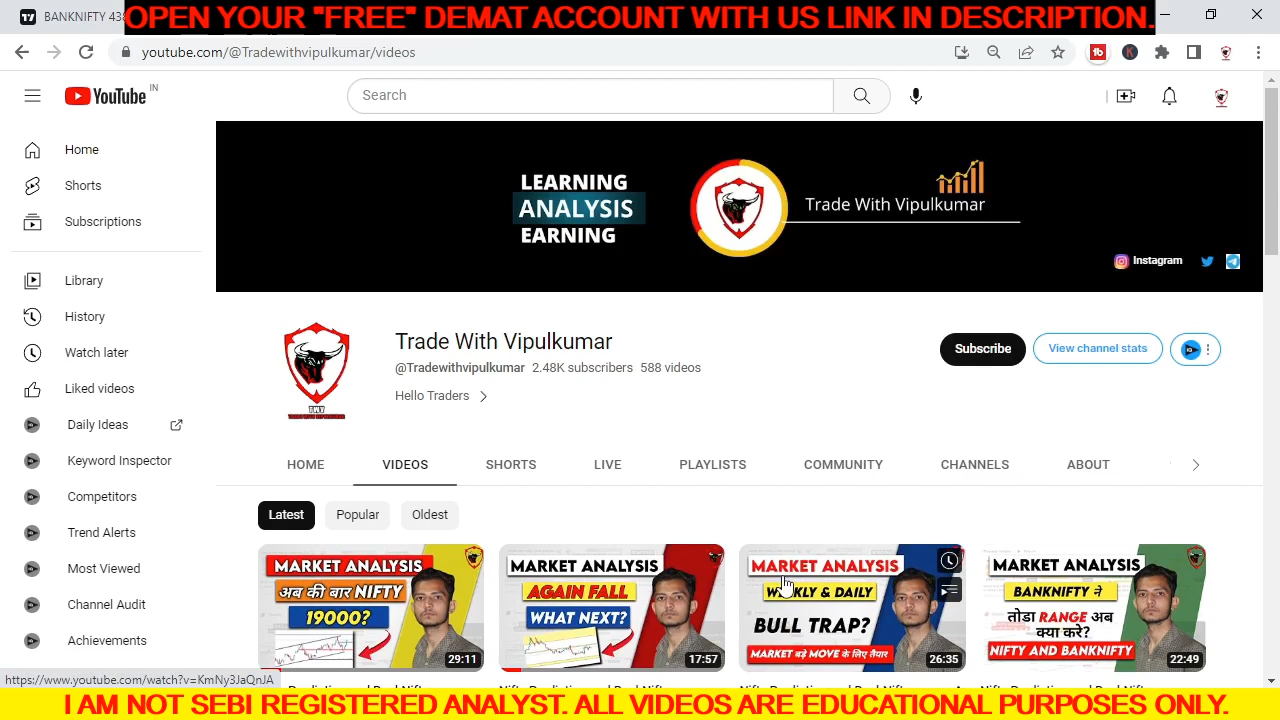 BANKNIFTY 438
OPEN YOUR "FREE" DEMAT ACCOUNT WITH US LINK IN DESCRIPTION.
youtube.com/@Tradewithvipulkumar/videos
YouTube IN
Search
Home
Shorts
Subscriptions
Library
History
Watch later
Liked videos
Daily Ideas
Keyword Inspector
Competitors
Trend Alerts
Most Viewed
Channel Audit
Achievements
LEARNING
ANALYSIS
EARNING
Trade With Vipulkumar
Instagram
TWV
Trade With Vipulkumar
@Tradewithvipulkumar 2.48K subscribers 588 videos
Hello Traders
Subscribe
View channel stats
HOME VIDEOS SHORTS LIVE PLAYLISTS COMMUNITY CHANNELS ABOUT
Latest Popular Oldest
MARKET ANALYSIS
अब की बार NIFTY
19000?
29:11
MARKET ANALYSIS
AGAIN FALL
WHAT NEXT?
17:57
MARKET ANALYSIS
WEEKLY & DAILY
BULL TRAP?
MARKET बड़े MOVE के लिए तैयार
26:35
MARKET ANALYSIS
BANKNIFTY ने
तोडा RANGE अब
क्या करे?
NIFTY AND BANKNIFTY
22:49
https://www.youtube.com/watch?v=KmNy3JaQrJA
I AM NOT SEBI REGISTERED ANALYST. ALL VIDEOS ARE EDUCATIONAL PURPOSES ONLY.